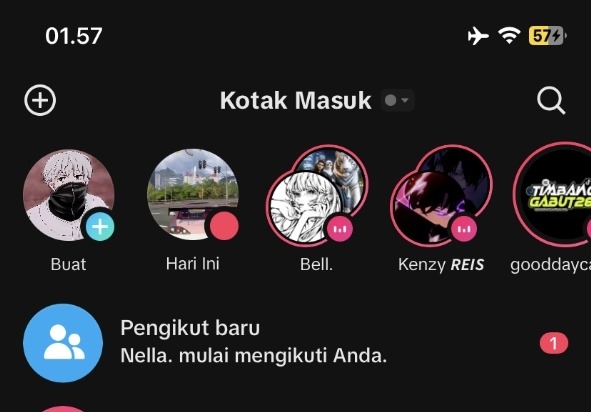 01.57
57
Kotak Masuk
Buat
Hari Ini
Bell.
Kenzy REIS
TIMBANG
GABUT26
gooddayca
Pengikut baru
Nella. mulai mengikuti Anda.
1